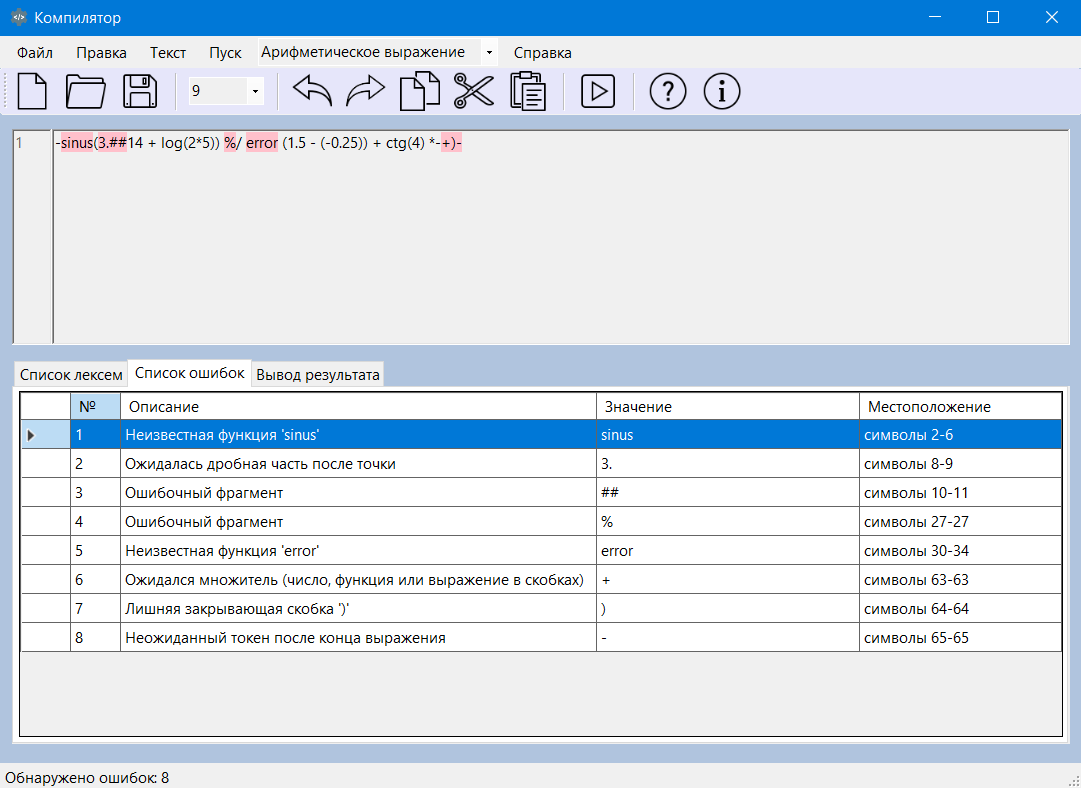 Компилятор
Файл Правка Текст Пуск Арифметическое выражение Справка
9
1 -sinus(3.##14 + log(2*5)) %/ error (1.5 - (-0.25)) + ctg(4) *-+)-
Список лексем Список ошибок Вывод результата
№ Описание Значение Местоположение
1 Неизвестная функция 'sinus' sinus символы 2-6
2 Ожидалась дробная часть после точки 3. символы 8-9
3 Ошибочный фрагмент ## символы 10-11
4 Ошибочный фрагмент % символы 27-27
5 Неизвестная функция 'error' error символы 30-34
6 Ожидался множитель (число, функция или выражение в скобках) + символы 63-63
7 Лишняя закрывающая скобка ')' ) символы 64-64
8 Неожиданный токен после конца выражения - символы 65-65
Обнаружено ошибок: 8